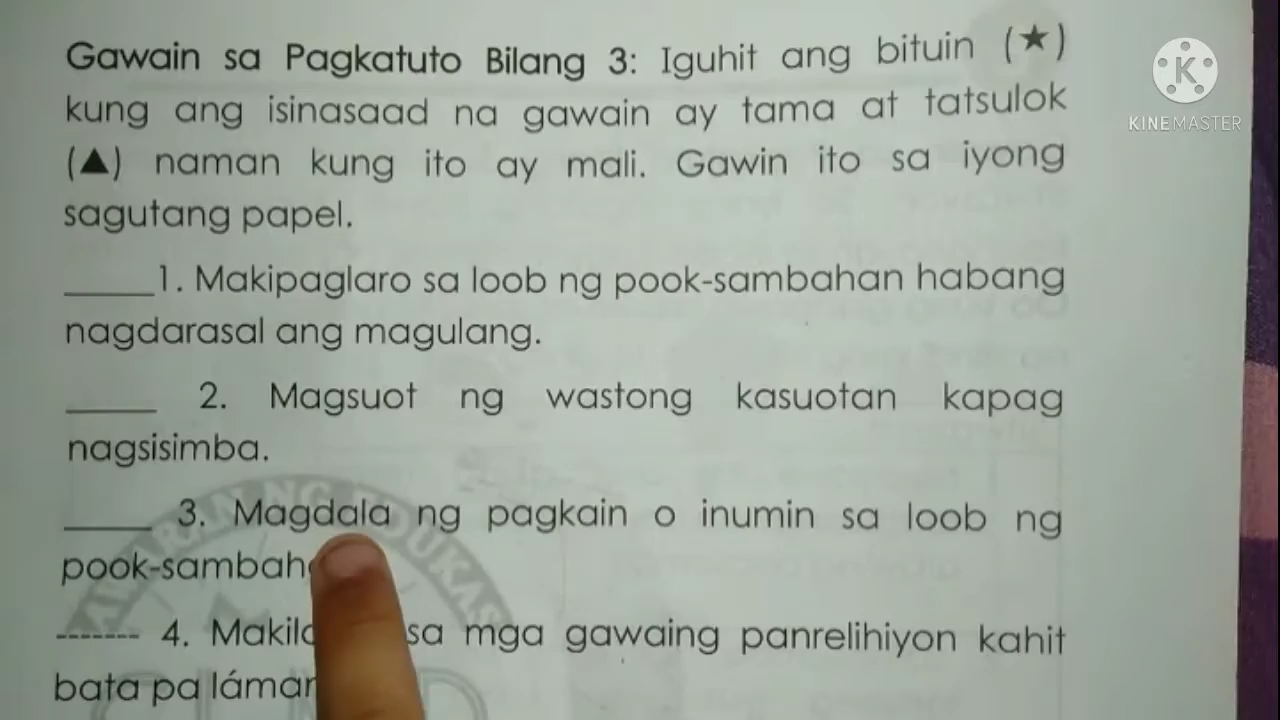 Gawain sa Pagkatuto Bilang 3: Iguhit ang bituin (★)
kung ang isinasaad na gawain ay tama at tatsulok
(▲) naman kung ito ay mali. Gawin ito sa iyong
sagutang papel.
_____1. Makipaglaro sa loob ng pook-sambahan habang
nagdarasal ang magulang.
_____ 2. Magsuot ng wastong kasuotan kapag
nagsisimba.
_____ 3. Magdala ng pagkain o inumin sa loob ng
------- 4. sa mga gawaing panrelihiyon kahit
bata pa
KINEMASTER